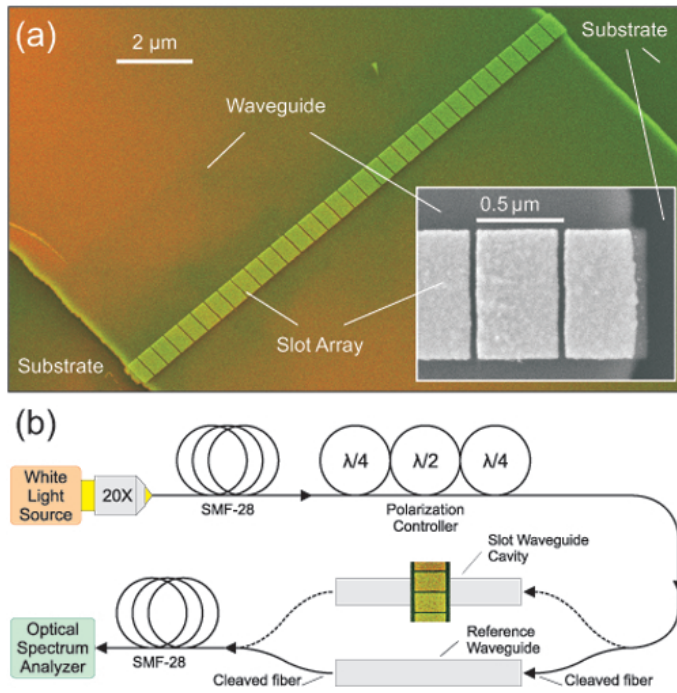 (a)
2 µm
Substrate
Waveguide
0.5 µm
Slot Array
Substrate
(b)
White
Light
Source
20X
SMF-28
λ/4
λ/2
λ/4
Polarization
Controller
Slot Waveguide
Cavity
Optical
Spectrum
Analyzer
SMF-28
Reference
Waveguide
Cleaved fiber
Cleaved fiber